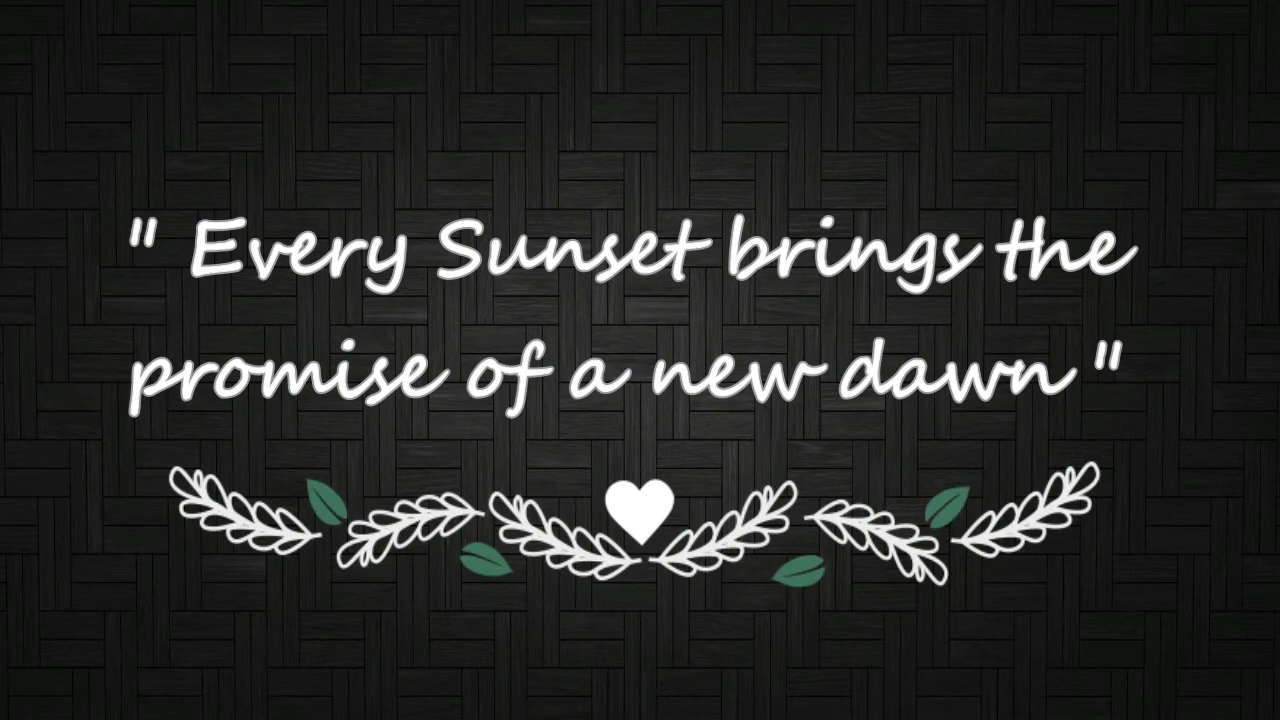 " Every Sunset brings the
promise of a new dawn "